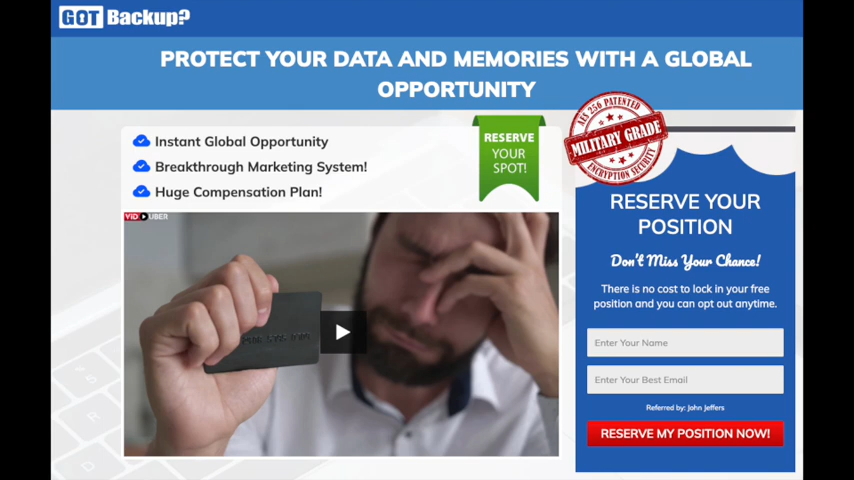 GOT Backup?
PROTECT YOUR DATA AND MEMORIES WITH A GLOBAL
OPPORTUNITY
Instant Global Opportunity
Breakthrough Marketing System!
Huge Compensation Plan!
RESERVE
YOUR
SPOT!
AES 256 PATENTED
MILITARY GRADE
ENCRYPTION SECURITY
VIDUBER
RESERVE YOUR
POSITION
Don't Miss Your Chance!
There is no cost to lock in your free
position and you can opt out anytime.
Enter Your Name
Enter Your Best Email
Referred by: John Jeffers
RESERVE MY POSITION NOW!